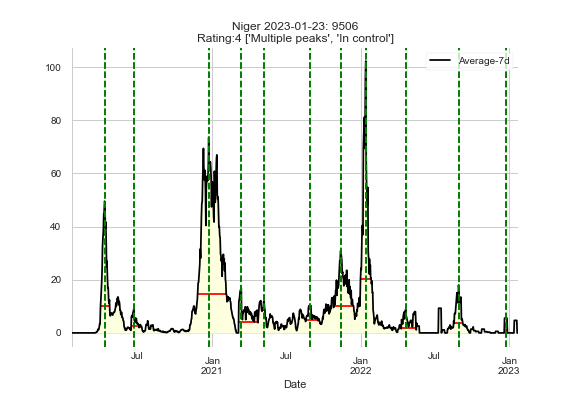 Niger 2023-01-23: 9506
Rating:4 ['Multiple peaks', 'In control']
Average-7d
100
80
60
40
20
0
Jul
Jan
2021
Jul
Jan
2022
Jul
Jan
2023
Date